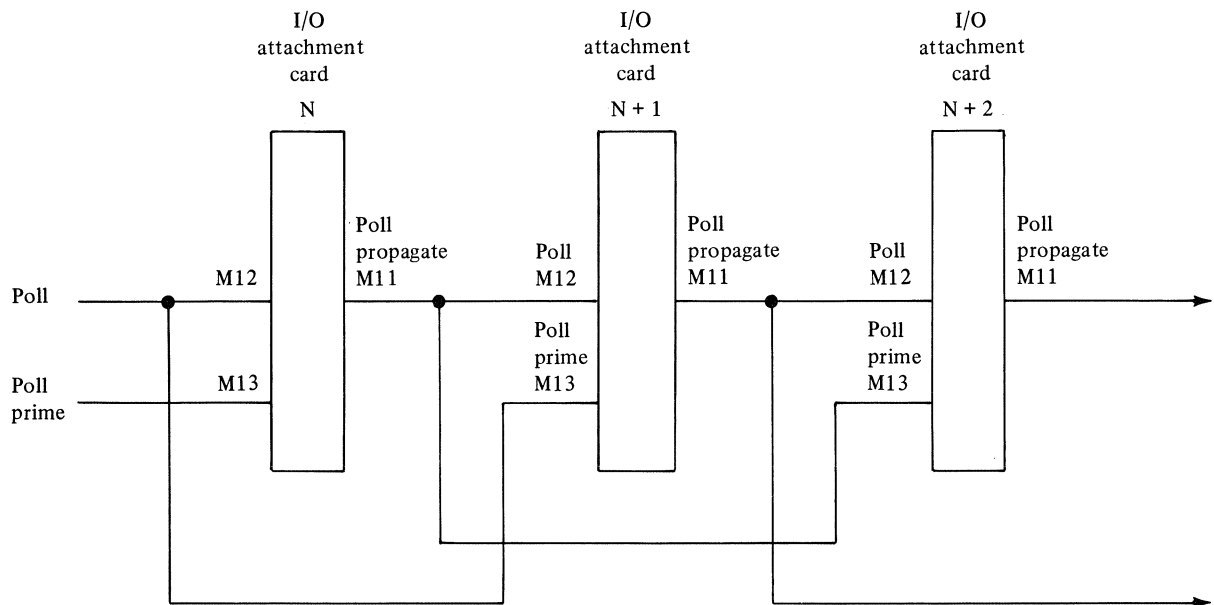 I/O
attachment
card
N
I/O
attachment
card
N + 1
I/O
attachment
card
N + 2
Poll
M12
Poll
propagate
M11
Poll
M12
Poll
propagate
M11
Poll
M12
Poll
propagate
M11
Poll
prime
M13
Poll
prime
M13
Poll
prime
M13